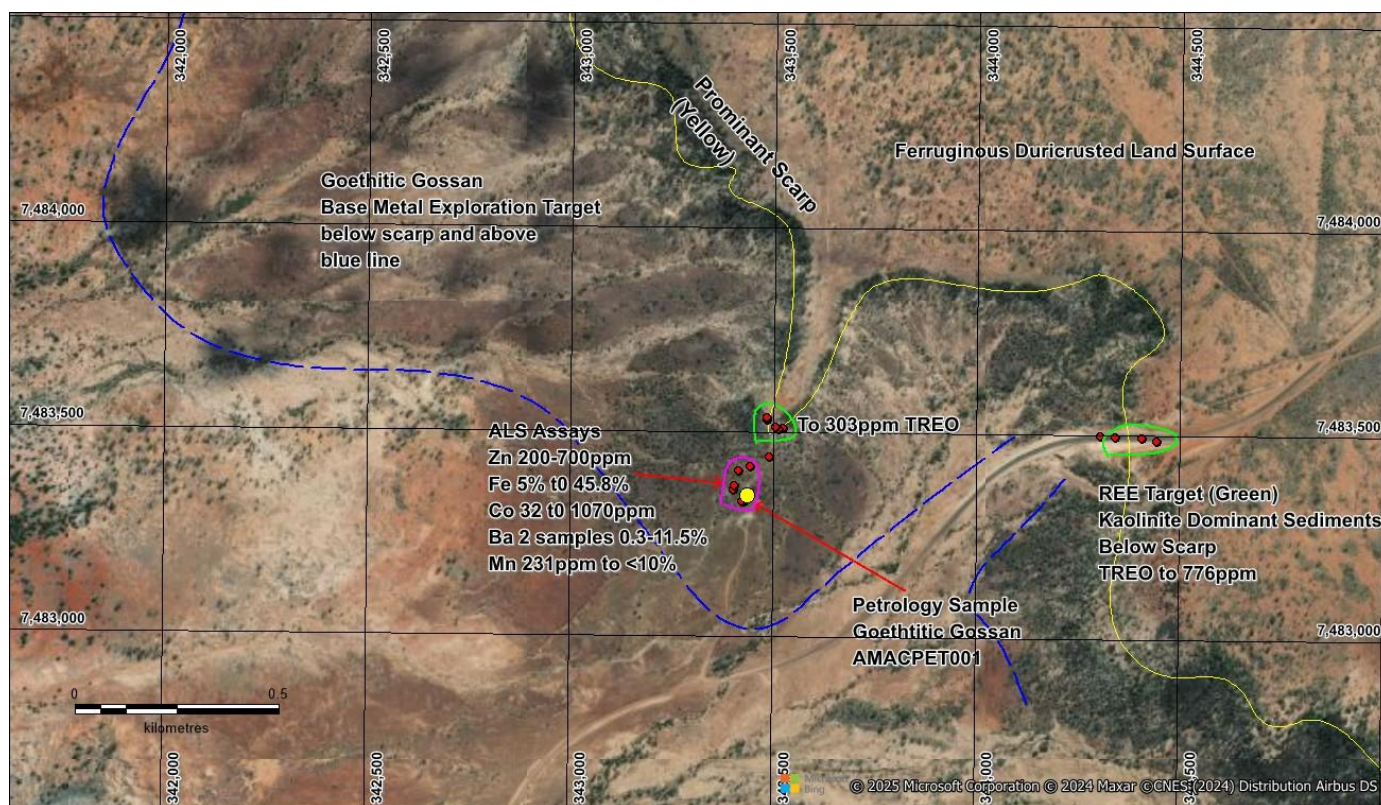 342,000
342,500
343,000
343,500
344,000
344,500
Prominant Scarp
(Yellow)
Ferruginous Duricrusted Land Surface
Goethitic Gossan
Base Metal Exploration Target
below scarp and above
blue line
7,484,000
7,484,000
7,483,500
7,483,500
To 303ppm TREO
ALS Assays
Zn 200-700ppm
Fe 5% to 45.8%
Co 32 t0 1070ppm
Ba 2 samples 0.3-11.5%
Mn 231ppm to <10%
REE Target (Green)
Kaolinite Dominant Sediments
Below Scarp
TREO to 776ppm
Petrology Sample
Goethtitic Gossan
AMACPET001
7,483,000
7,483,000
0 0.5
kilometres
342,000
342,500
343,000
343,500
344,000
344,500
Microsoft
Bing
© 2025 Microsoft Corporation © 2024 Maxar ©CNES (2024) Distribution Airbus DS